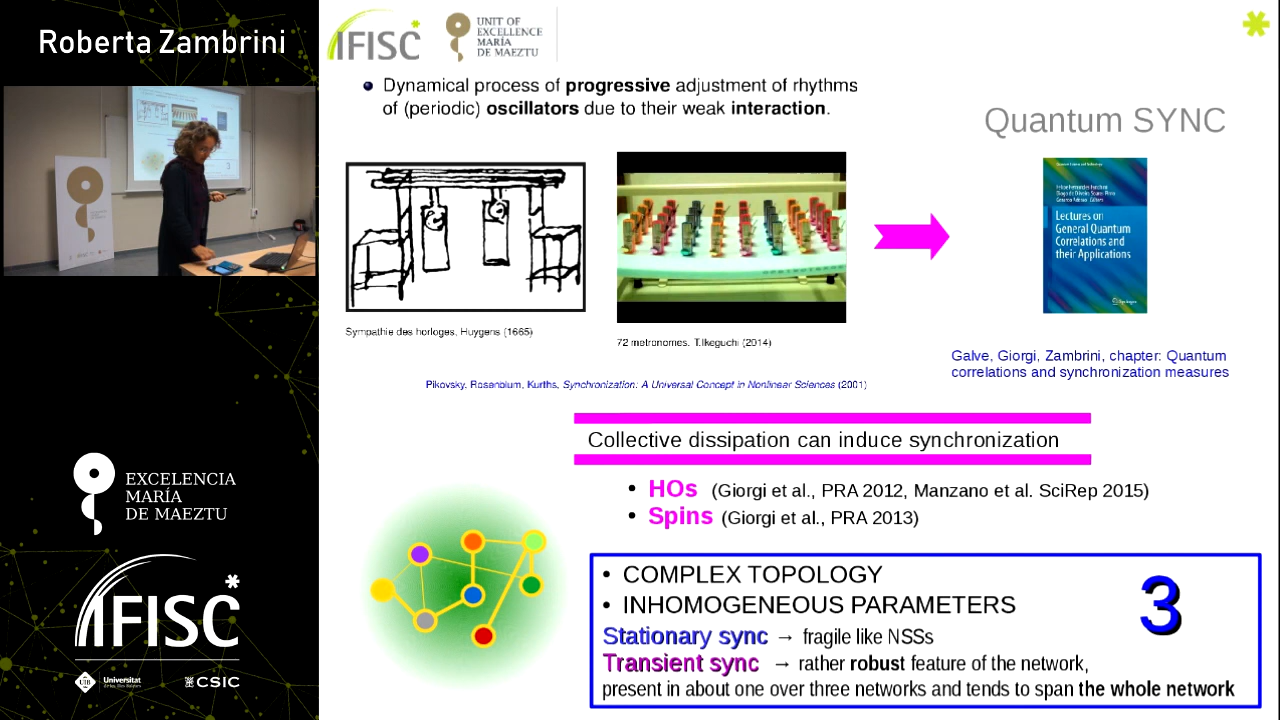 Roberta Zambrini
IFISC
UNIT OF
EXCELLENCE
MARÍA
DE MAEZTU
Dynamical process of progressive adjustment of rhythms
of (periodic) oscillators due to their weak interaction.
Quantum SYNC
Lectures on
General Quantum
Correlations and
their Applications
Sympathie des horloges, Huygens (1665)
72 metronomes. T.Ikeguchi (2014)
Galve, Giorgi, Zambrini, chapter: Quantum
correlations and synchronization measures
Pikovsky, Rosenblum, Kurths, Synchronization: A Universal Concept in Nonlinear Sciences (2001)
Collective dissipation can induce synchronization
• HOs (Giorgi et al., PRA 2012, Manzano et al. SciRep 2015)
• Spins (Giorgi et al., PRA 2013)
• COMPLEX TOPOLOGY
• INHOMOGENEOUS PARAMETERS
3
Stationary sync → fragile like NSSs
Transient sync → rather robust feature of the network,
present in about one over three networks and tends to span the whole network
EXCELENCIA
MARÍA
DE MAEZTU
IFISC
UIB Universitat
CSIC